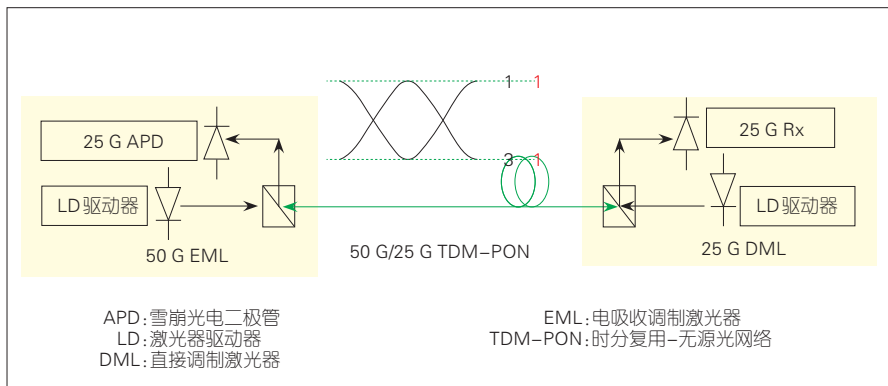 1 1
25 G APD
25 G Rx
3 1
LD驱动器
LD驱动器
50 G EML
50 G/25 G TDM-PON
25 G DML
APD:雪崩光电二极管
LD:激光器驱动器
DML:直接调制激光器
EML:电吸收调制激光器
TDM-PON:时分复用-无源光网络